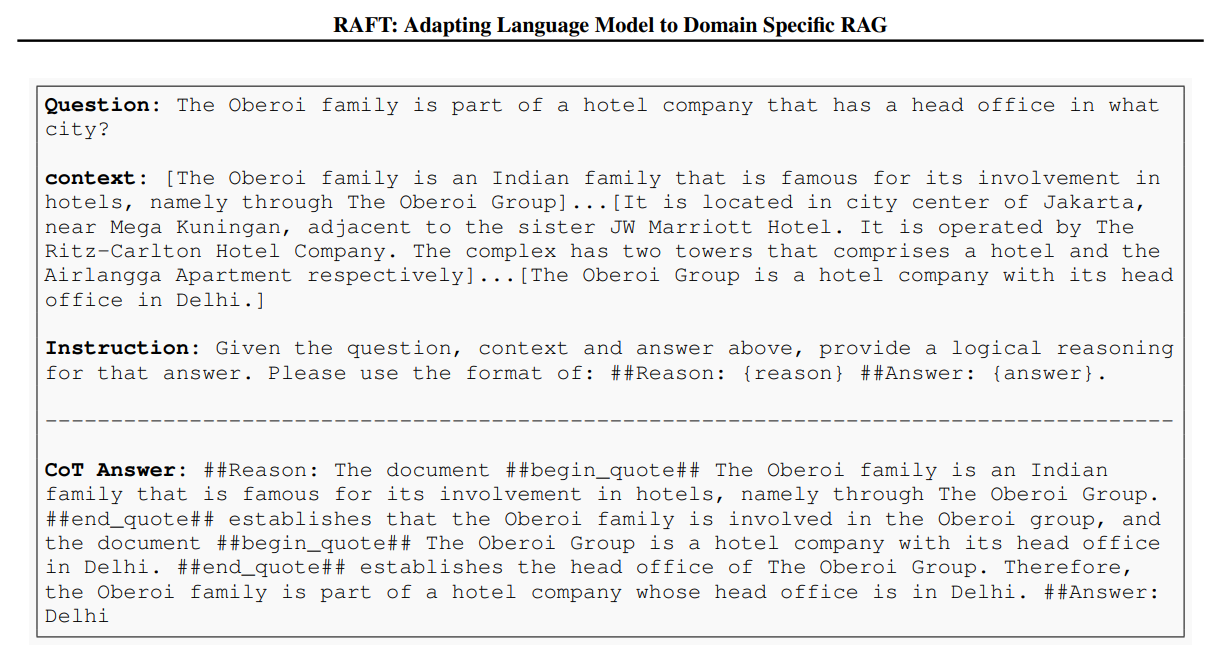 RAFT: Adapting Language Model to Domain Specific RAG
Question: The Oberoi family is part of a hotel company that has a head office in what
city?
context: [The Oberoi family is an Indian family that is famous for its involvement in
hotels, namely through The Oberoi Group]...[It is located in city center of Jakarta,
near Mega Kuningan, adjacent to the sister JW Marriott Hotel. It is operated by The
Ritz-Carlton Hotel Company. The complex has two towers that comprises a hotel and the
Airlangga Apartment respectively]...[The Oberoi Group is a hotel company with its head
office in Delhi.]
Instruction: Given the question, context and answer above, provide a logical reasoning
for that answer. Please use the format of: ##Reason: {reason} ##Answer: {answer}.
--------------------------------------------------------------------------------------
CoT Answer: ##Reason: The document ##begin_quote## The Oberoi family is an Indian
family that is famous for its involvement in hotels, namely through The Oberoi Group.
##end_quote## establishes that the Oberoi family is involved in the Oberoi group, and
the document ##begin_quote## The Oberoi Group is a hotel company with its head office
in Delhi. ##end_quote## establishes the head office of The Oberoi Group. Therefore,
the Oberoi family is part of a hotel company whose head office is in Delhi. ##Answer:
Delhi